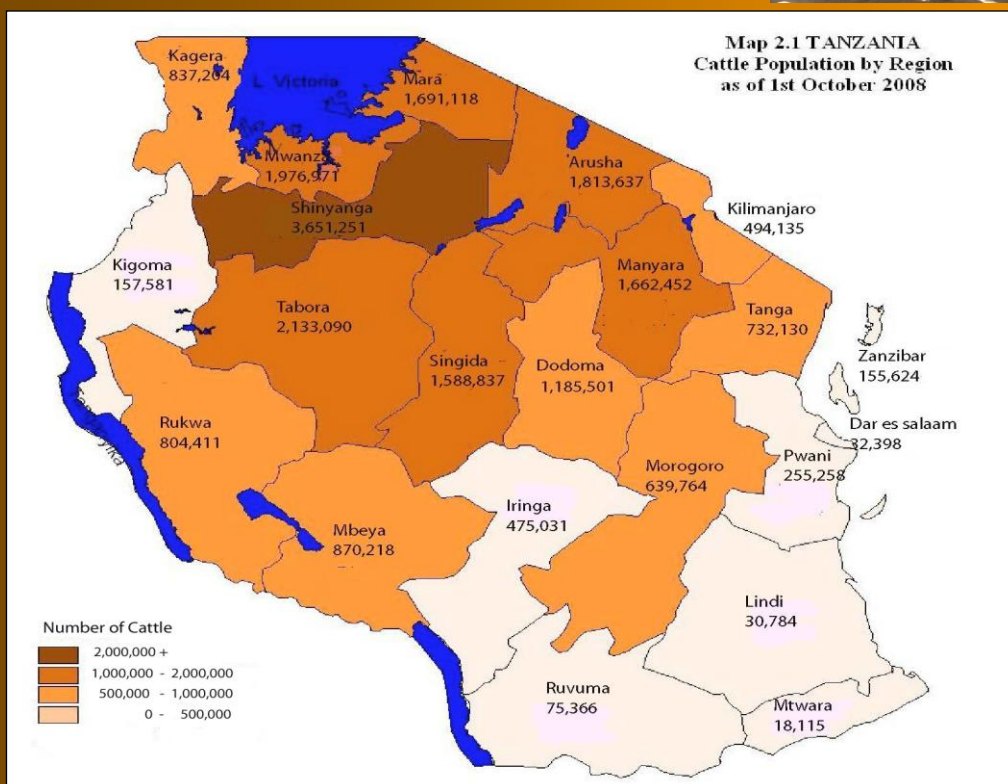 Map 2.1 TANZANIA
Cattle Population by Region
as of 1st October 2008
Kagera
837,204
L. Victoria
Mara
1,691,118
Mwanza
1,976,971
Arusha
1,813,637
Shinyanga
3,651,251
Kilimanjaro
494,135
Kigoma
157,581
Manyara
1,662,452
Tabora
2,133,090
Tanga
732,130
Singida
1,588,837
Dodoma
1,185,501
Zanzibar
155,624
Rukwa
804,411
Dar es salaam
32,398
Pwani
255,258
Morogoro
639,764
Iringa
475,031
Mbeya
870,218
Lindi
30,784
Number of Cattle
2,000,000 +
1,000,000 - 2,000,000
500,000 - 1,000,000
0 - 500,000
Ruvuma
75,366
Mtwara
18,115